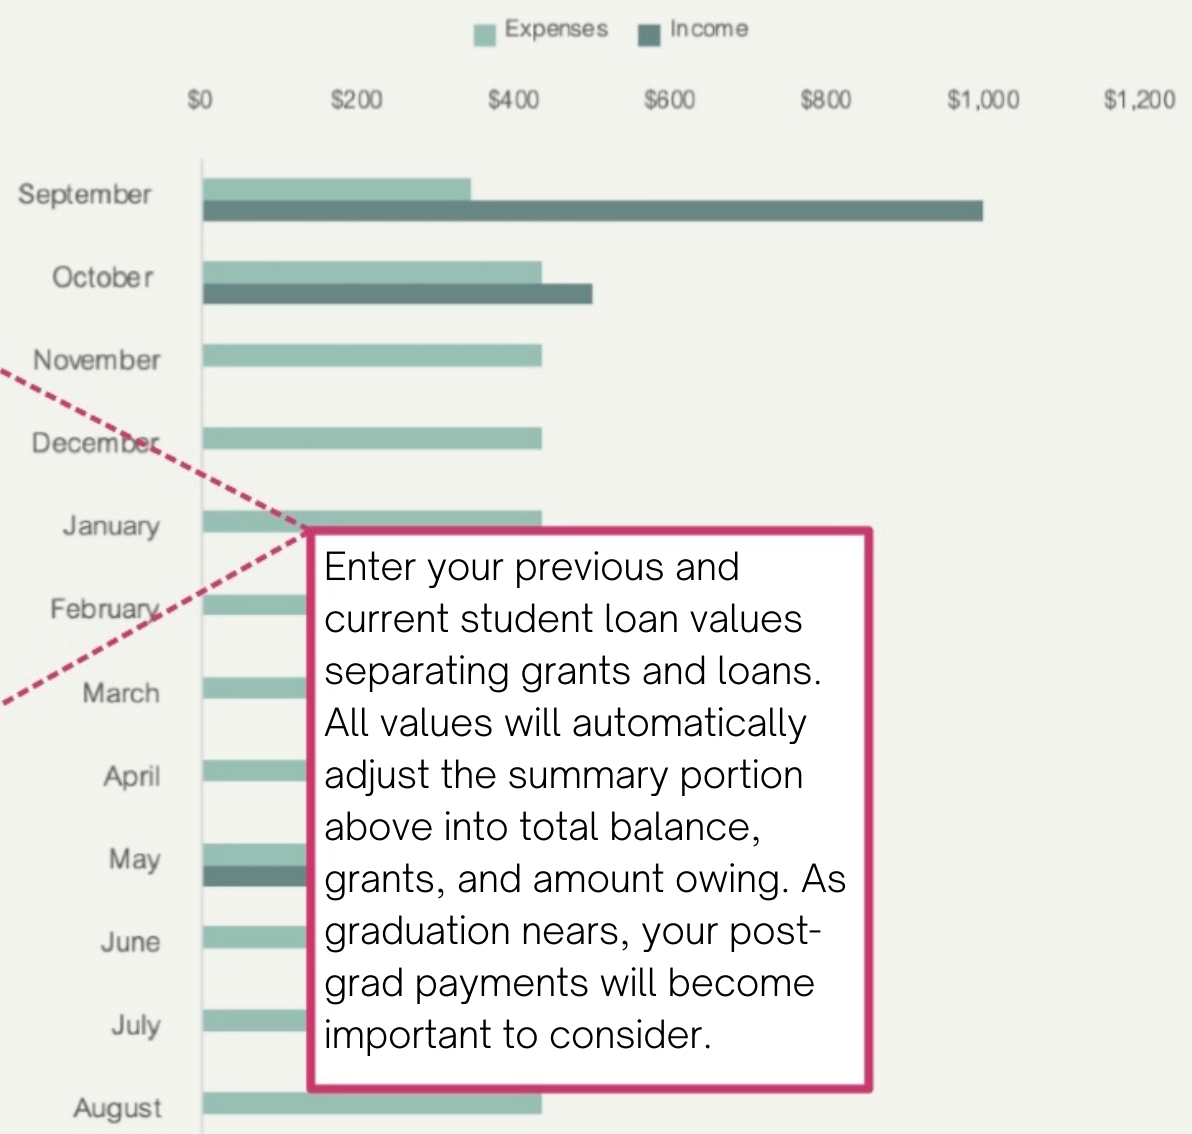 Expenses Income
$0 $200 $400 $600 $800 $1,000 $1,200
September
October
November
December
January
February
March
April
May
June
July
August
Enter your previous and
current student loan values
separating grants and loans.
All values will automatically
adjust the summary portion
above into total balance,
grants, and amount owing. As
graduation nears, your post-
grad payments will become
important to consider.